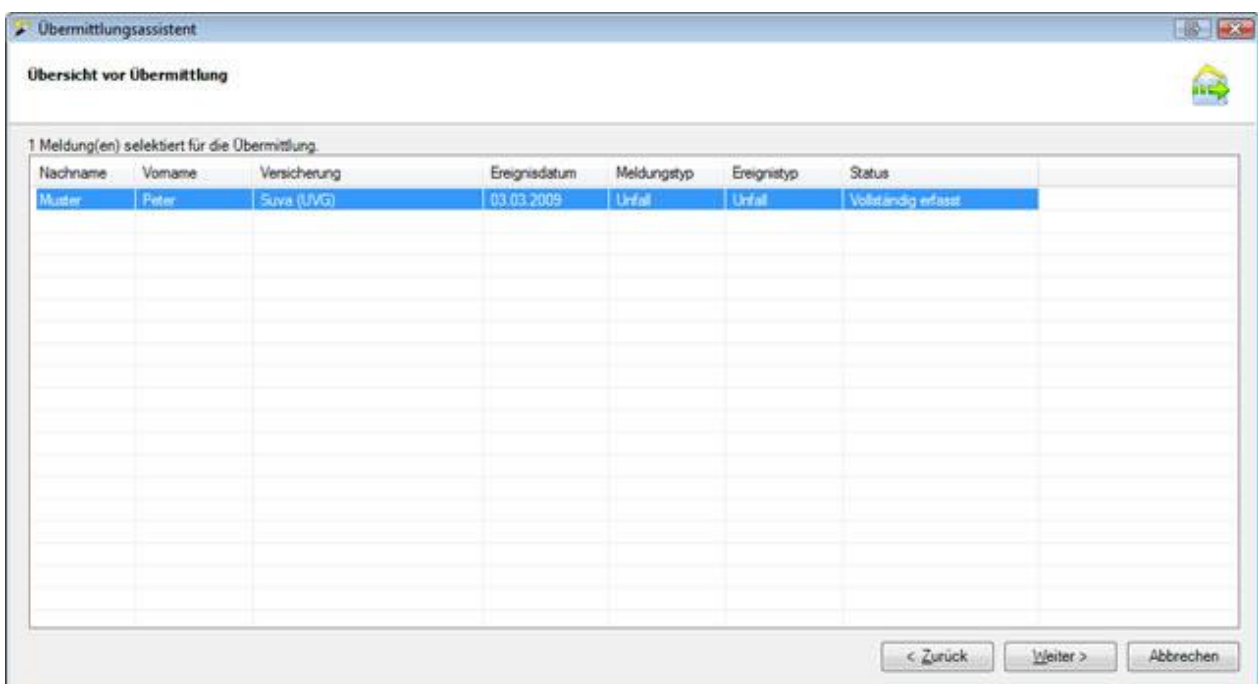 Übermittlungsassistent
Übersicht vor Übermittlung
1 Meldung(en) selektiert für die Übermittlung.
Nachname Vorname Versicherung Ereignisdatum Meldungstyp Ereignistyp Status
Muster Peter Suva (UVG) 03.03.2009 Unfall Unfall Vollständig erfasst
< Zurück Weiter > Abbrechen